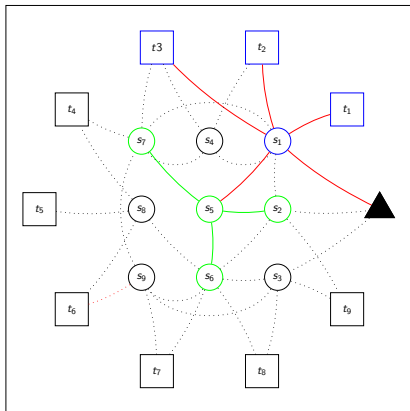 t3 t₂
t₄ t₁
s₇ s₄ s₁
t₅ s₈ s₅ s₂
s₉ s₆ s₃
t₆ t₉
t₇ t₈